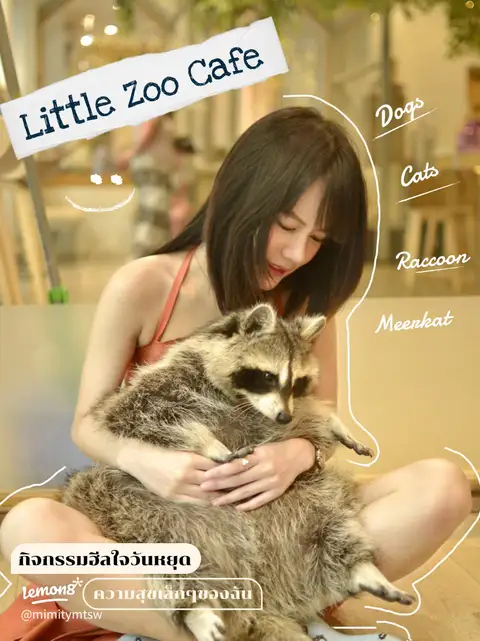 Little Zoo Cafe
Dogs
Cats
Raccoon
Meerkat
กิจกรรมฮีลใจวันหยุด
lemon8
ความสุขเล็กๆของฉัน
@mimitymtsw